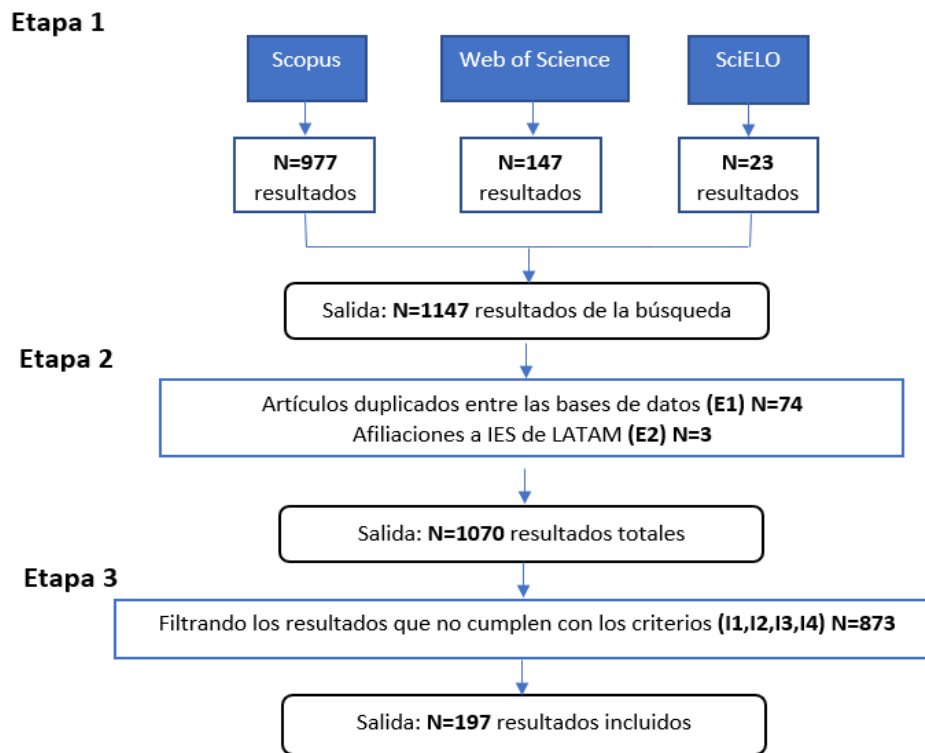 Etapa 1
Scopus
Web of Science
SciELO
N=977
resultados
N=147
resultados
N=23
resultados
Salida: N=1147 resultados de la búsqueda
Etapa 2
Artículos duplicados entre las bases de datos (E1) N=74
Afiliaciones a IES de LATAM (E2) N=3
Salida: N=1070 resultados totales
Etapa 3
Filtrando los resultados que no cumplen con los criterios (I1,I2,I3,I4) N=873
Salida: N=197 resultados incluidos